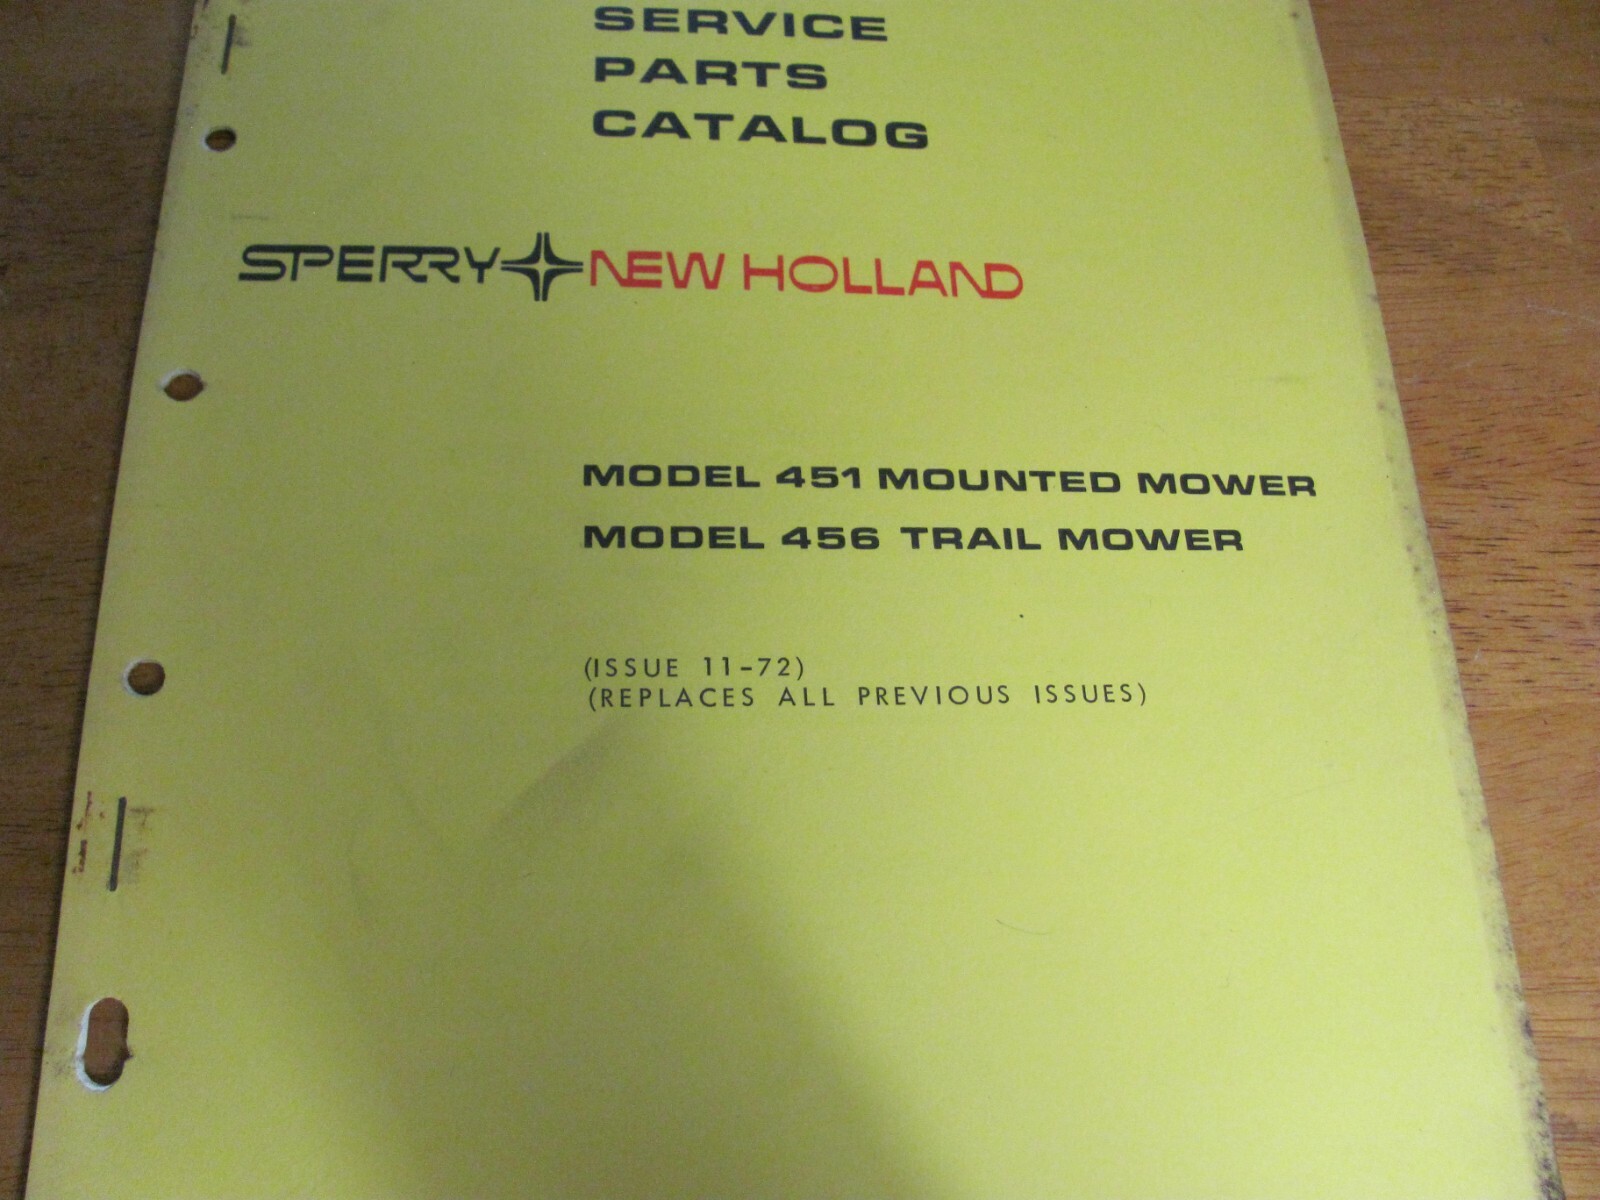 SERVICE
PARTS
CATALOG
SPERRY NEW HOLLAND
MODEL 451 MOUNTED MOWER
MODEL 456 TRAIL MOWER
(ISSUE 11-72)
(REPLACES ALL PREVIOUS ISSUES)